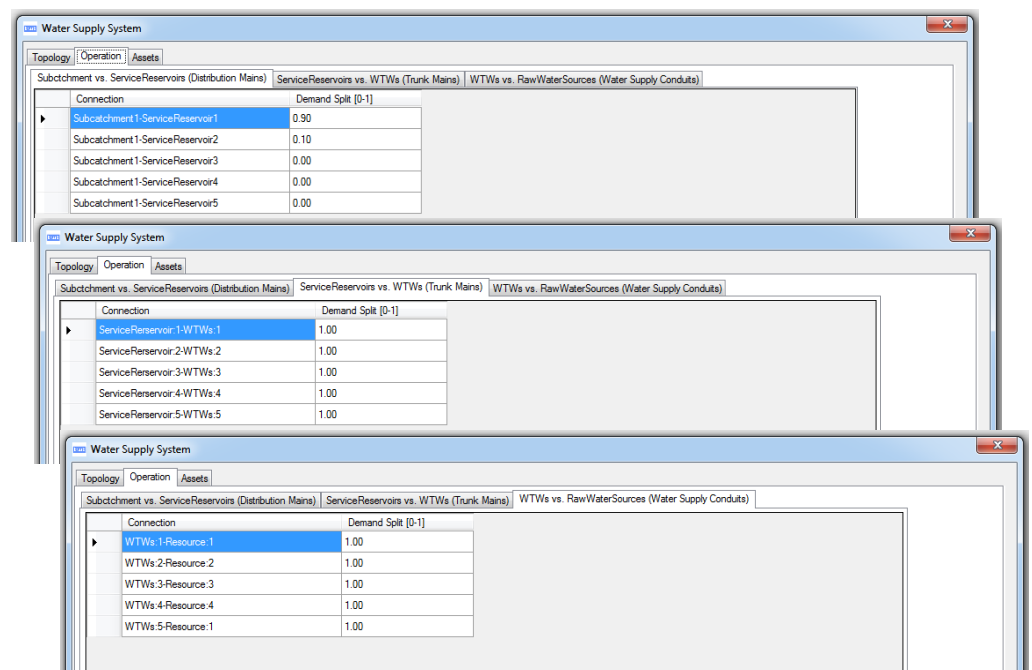 Water Supply System
Topology Operation Assets
Subctchment vs. ServiceReservoirs (Distribution Mains) ServiceReservoirs vs. WTWs (Trunk Mains) WTWs vs. RawWaterSources (Water Supply Conduits)
Connection Demand Split [0-1]
Subcatchment1-ServiceReservoir1 0.90
Subcatchment1-ServiceReservoir2 0.10
Subcatchment1-ServiceReservoir3 0.00
Subcatchment1-ServiceReservoir4 0.00
Subcatchment1-ServiceReservoir5 0.00
Water Supply System
Topology Operation Assets
Subctchment vs. ServiceReservoirs (Distribution Mains) ServiceReservoirs vs. WTWs (Trunk Mains) WTWs vs. RawWaterSources (Water Supply Conduits)
Connection Demand Split [0-1]
ServiceRerservoir:1-WTWs:1 1.00
ServiceRerservoir:2-WTWs:2 1.00
ServiceRerservoir:3-WTWs:3 1.00
ServiceRerservoir:4-WTWs:4 1.00
ServiceRerservoir:5-WTWs:5 1.00
Water Supply System
Topology Operation Assets
Subctchment vs. ServiceReservoirs (Distribution Mains) ServiceReservoirs vs. WTWs (Trunk Mains) WTWs vs. RawWaterSources (Water Supply Conduits)
Connection Demand Split [0-1]
WTWs:1-Resource:1 1.00
WTWs:2-Resource:2 1.00
WTWs:3-Resource:3 1.00
WTWs:4-Resource:4 1.00
WTWs:5-Resource:1 1.00